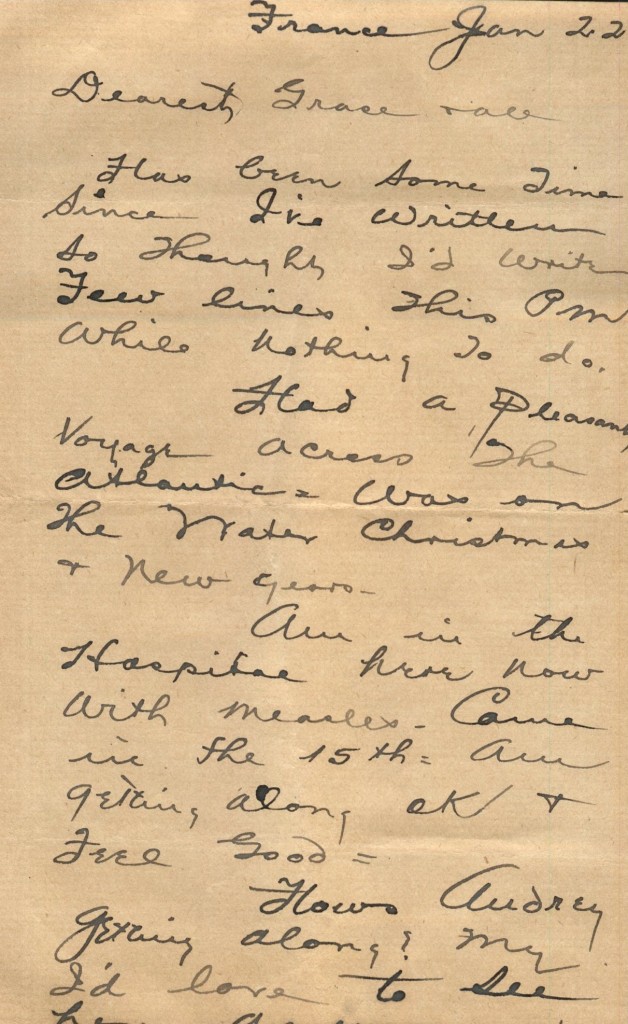 France Jan 22
Dearest Grace & all
Has been some time
since I've written
so thought I'd write
Few lines this PM
while nothing to do.
Had a Pleasant
Voyage across the
Atlantic = Was on
the Water Christmas
& New years-
Am in the
Hospital here now
with measles - Came
in the 15th = Am
getting along OK &
Feel Good =
Hows Audrey
getting along? My
I'd love to see
her